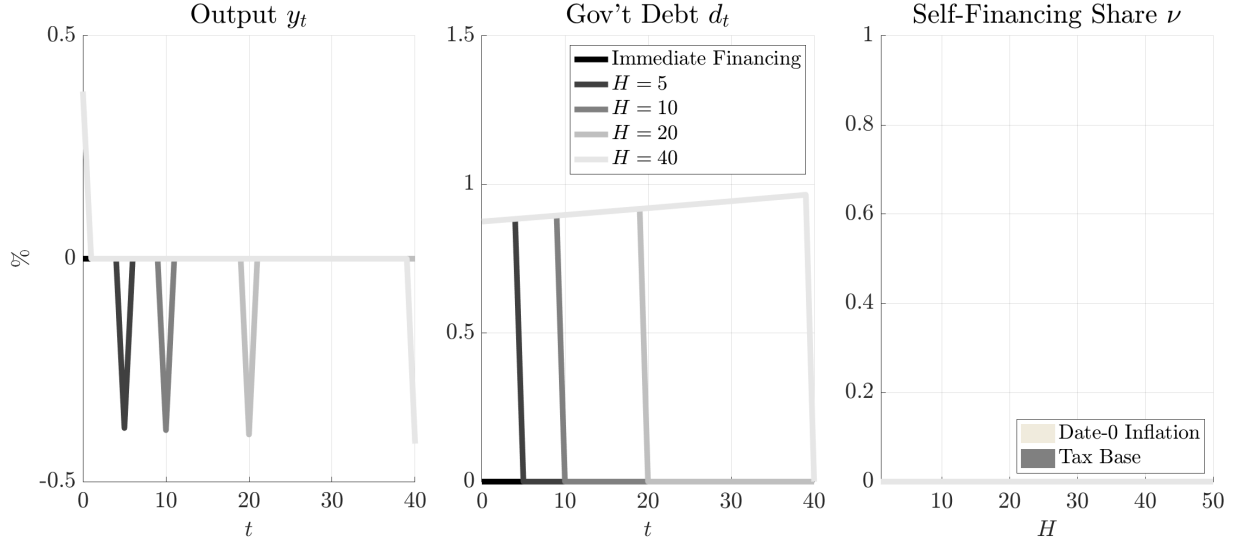 Output y_t
Gov't Debt d_t
Self-Financing Share ν
%
0.5
0
-0.5
0 10 20 30 40
t
1.5
1
0.5
0
0 10 20 30 40
t
Immediate Financing
H = 5
H = 10
H = 20
H = 40
1
0.8
0.6
0.4
0.2
0
10 20 30 40 50
H
Date-0 Inflation
Tax Base